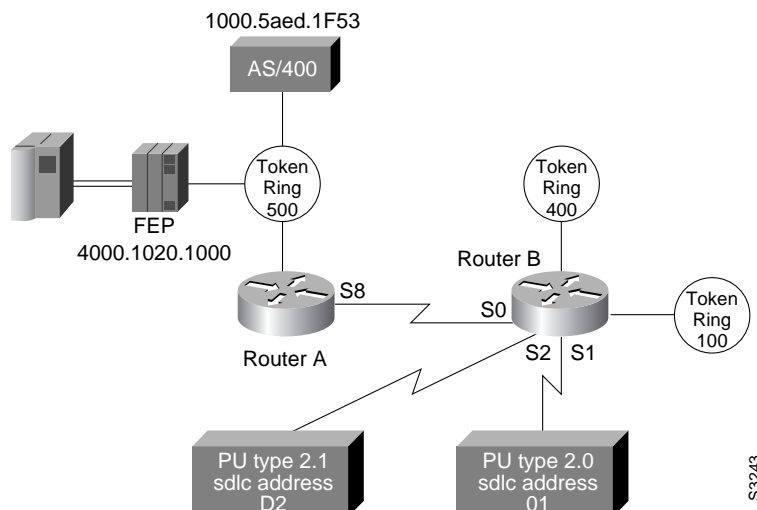 1000.5aed.1F53
AS/400
Token
Ring
500
FEP
4000.1020.1000
Token
Ring
400
Router B
S8
S0
Token
Ring
100
Router A
S2
S1
PU type 2.1
sdlc address
D2
PU type 2.0
sdlc address
01
S3243